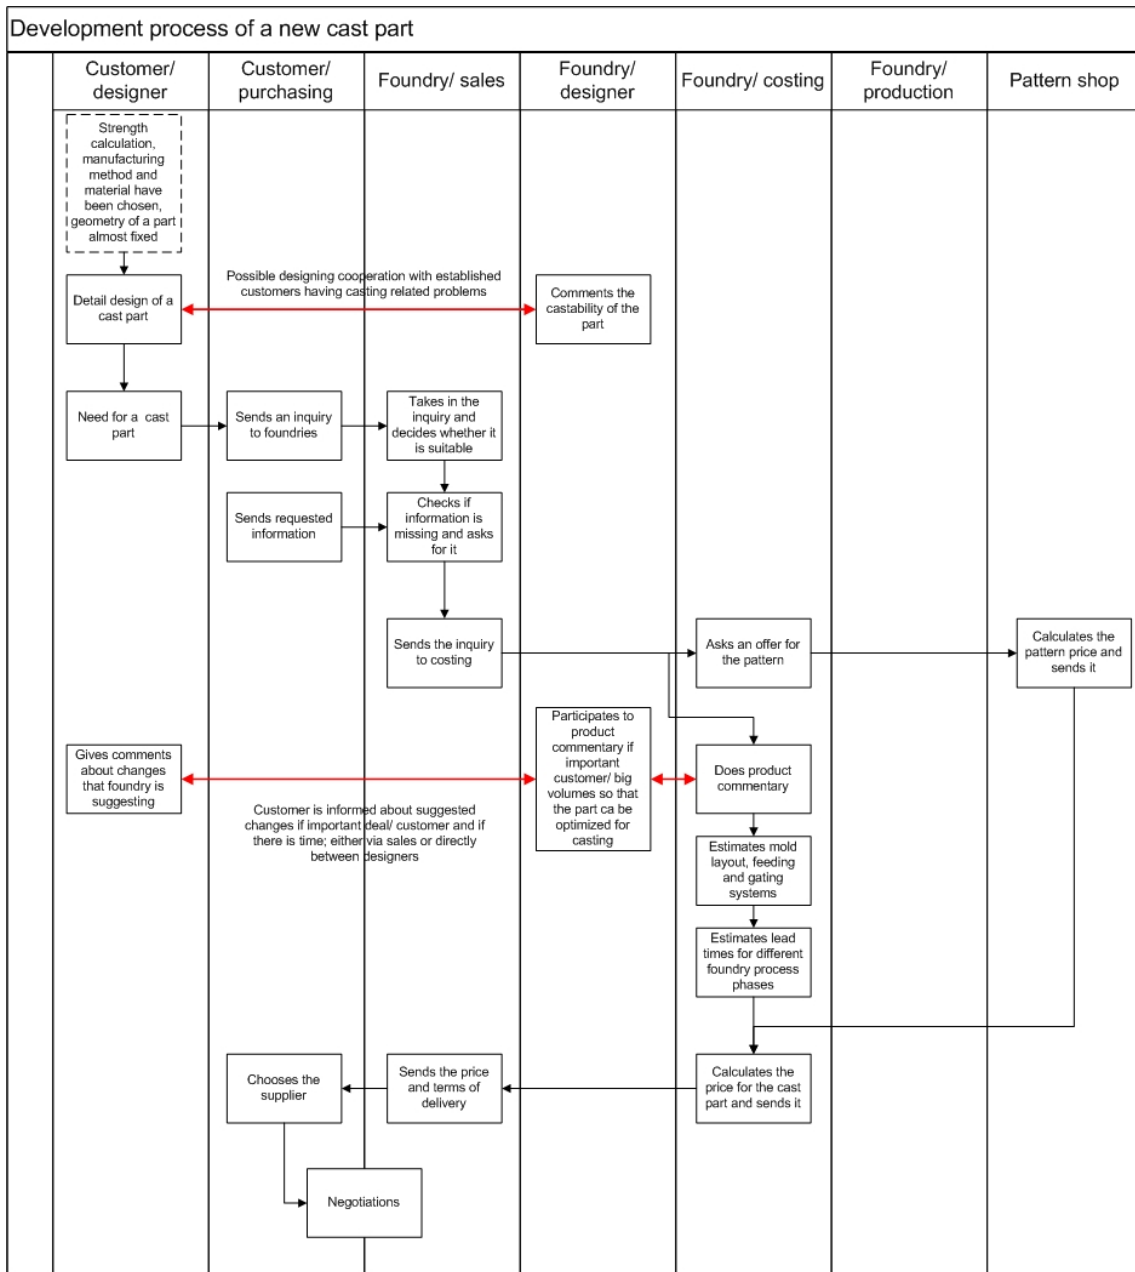 Development process of a new cast part
Customer/
designer
Customer/
purchasing
Foundry/ sales
Foundry/
designer
Foundry/ costing
Foundry/
production
Pattern shop
Strength
calculation,
manufacturing
method and
material have
been chosen,
geometry of a part
almost fixed
Possible designing cooperation with established
customers having casting related problems
Detail design of a
cast part
Comments the
castability of the
part
Need for a cast
part
Sends an inquiry
to foundries
Takes in the
inquiry and
decides whether it
is suitable
Sends requested
information
Checks if
information is
missing and asks
for it
Sends the inquiry
to costing
Asks an offer for
the pattern
Calculates the
pattern price and
sends it
Gives comments
about changes
that foundry is
suggesting
Participates to
product
commentary if
important
customer/ big
volumes so that
the part ca be
optimized for
casting
Does product
commentary
Customer is informed about suggested
changes if important deal/ customer and if
there is time; either via sales or directly
between designers
Estimates mold
layout, feeding
and gating
systems
Estimates lead
times for different
foundry process
phases
Chooses the
supplier
Sends the price
and terms of
delivery
Calculates the
price for the cast
part and sends it
Negotiations